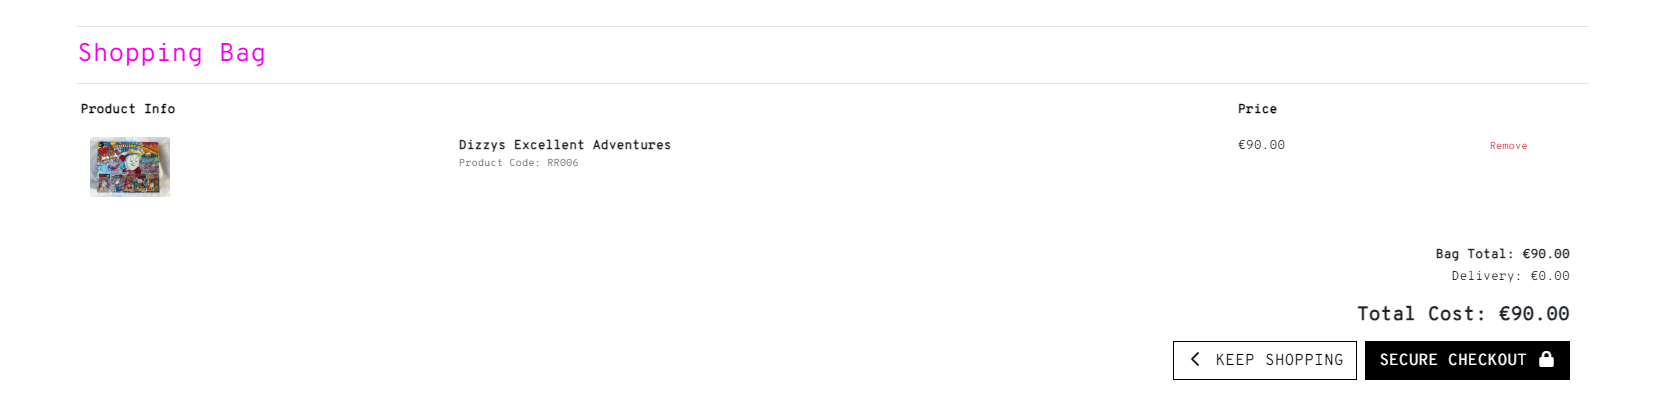 Shopping Bag
Product Info Price
Dizzys Excellent Adventures €90.00 Remove
Product Code: RR006
Bag Total: €90.00
Delivery: €0.00
Total Cost: €90.00
KEEP SHOPPING SECURE CHECKOUT